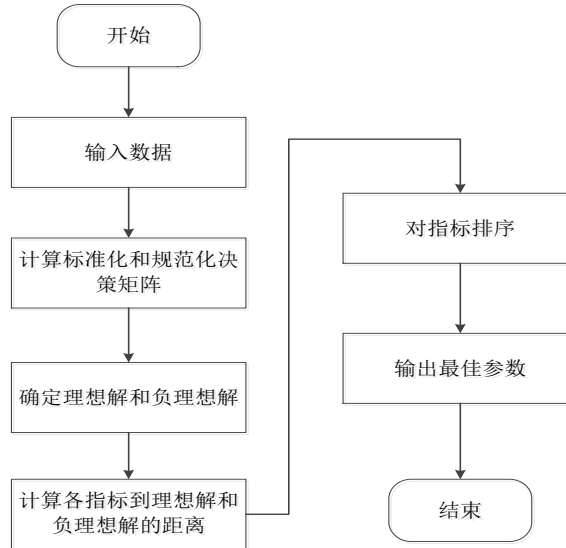 开始
输入数据
计算标准化和规范化决
策矩阵
确定理想解和负理想解
计算各指标到理想解和
负理想解的距离
对指标排序
输出最佳参数
结束